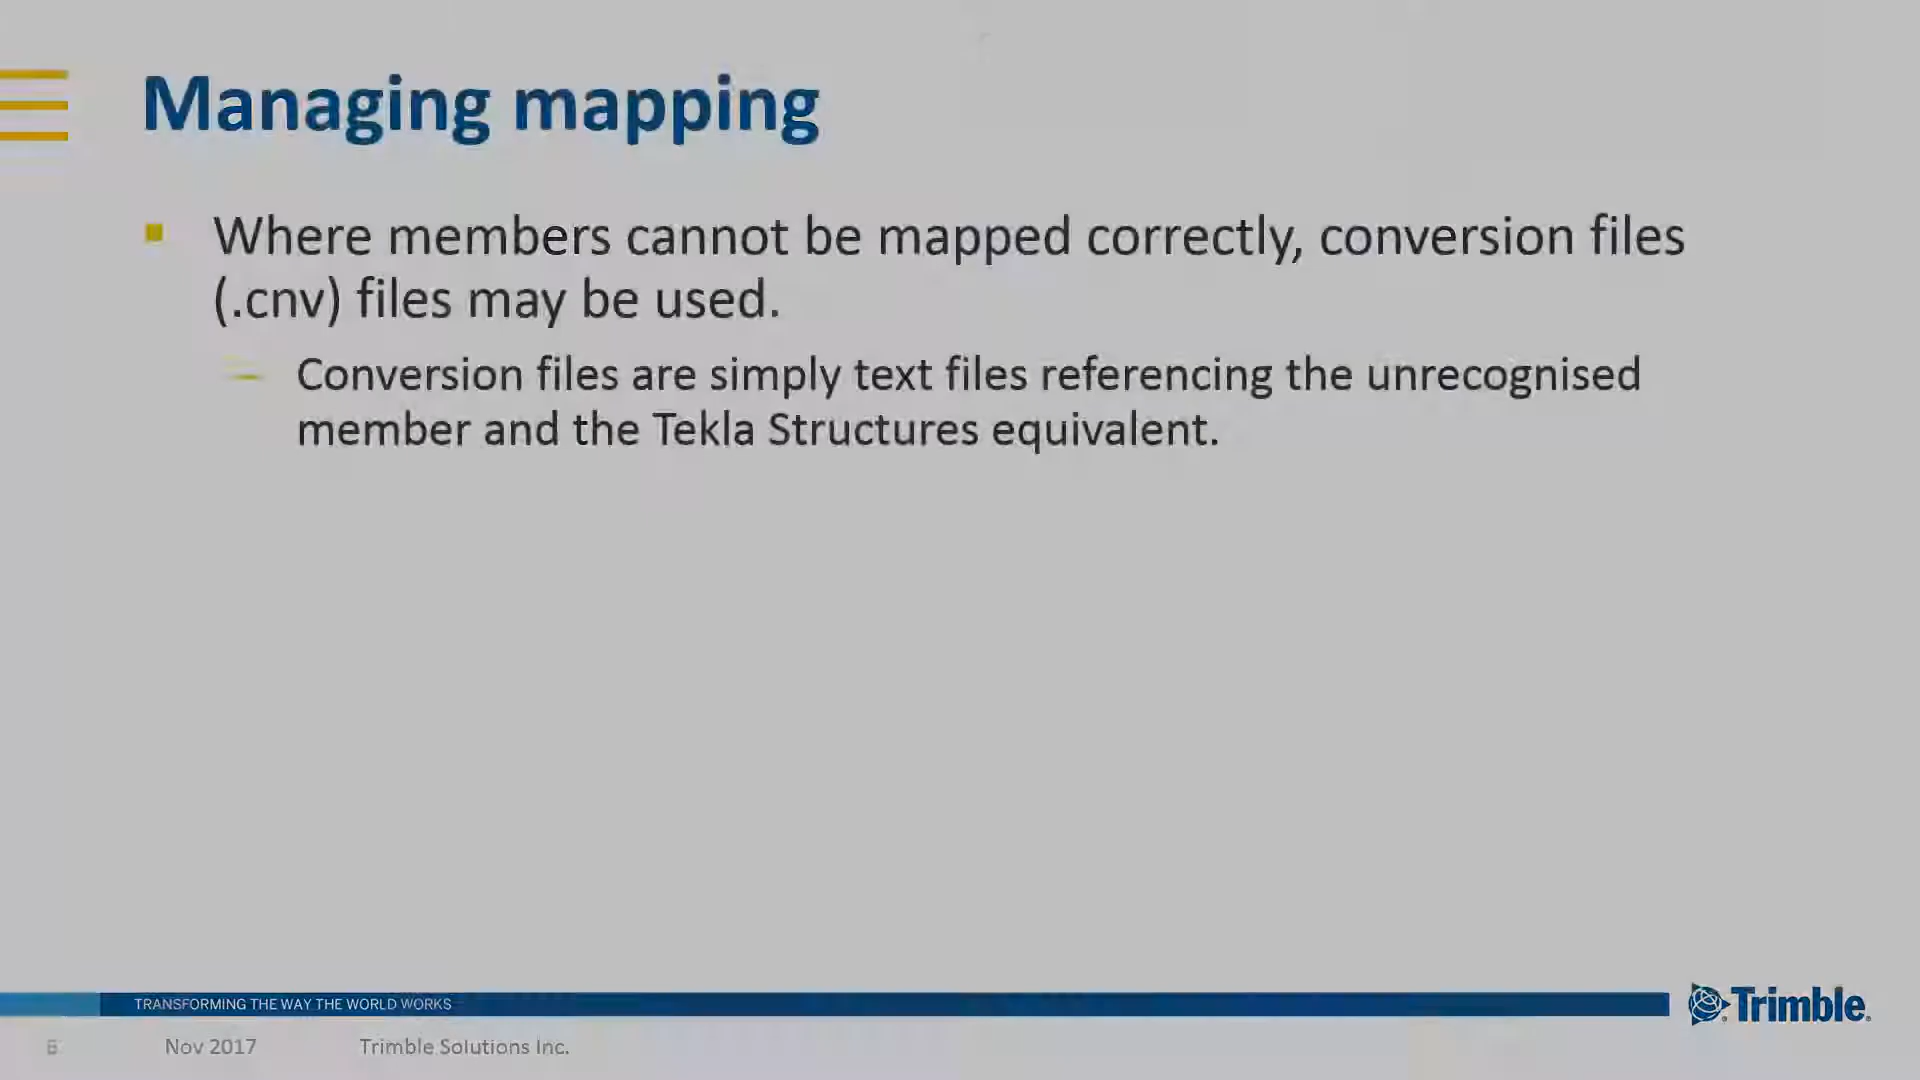 Managing mapping
Where members cannot be mapped correctly, conversion files
(.cnv) files may be used.
Conversion files are simply text files referencing the unrecognised
member and the Tekla Structures equivalent.
TRANSFORMING THE WAY THE WORLD WORKS
Trimble.
Nov 2017
Trimble Solutions Inc.